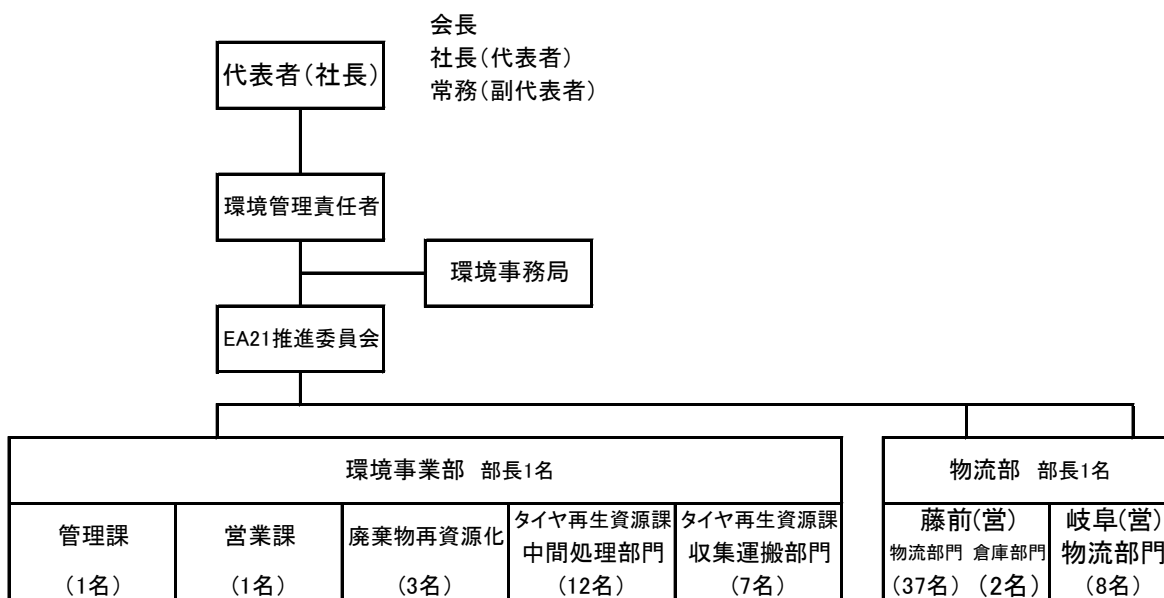 会長
社長(代表者)
常務(副代表者)
代表者(社長)
環境管理責任者
環境事務局
EA21推進委員会
環境事業部 部長1名
管理課
(1名)
営業課
(1名)
廃棄物再資源化
(3名)
タイヤ再生資源課
中間処理部門
(12名)
タイヤ再生資源課
収集運搬部門
(7名)
物流部 部長1名
藤前(営)
物流部門 倉庫部門
(37名) (2名)
岐阜(営)
物流部門
(8名)